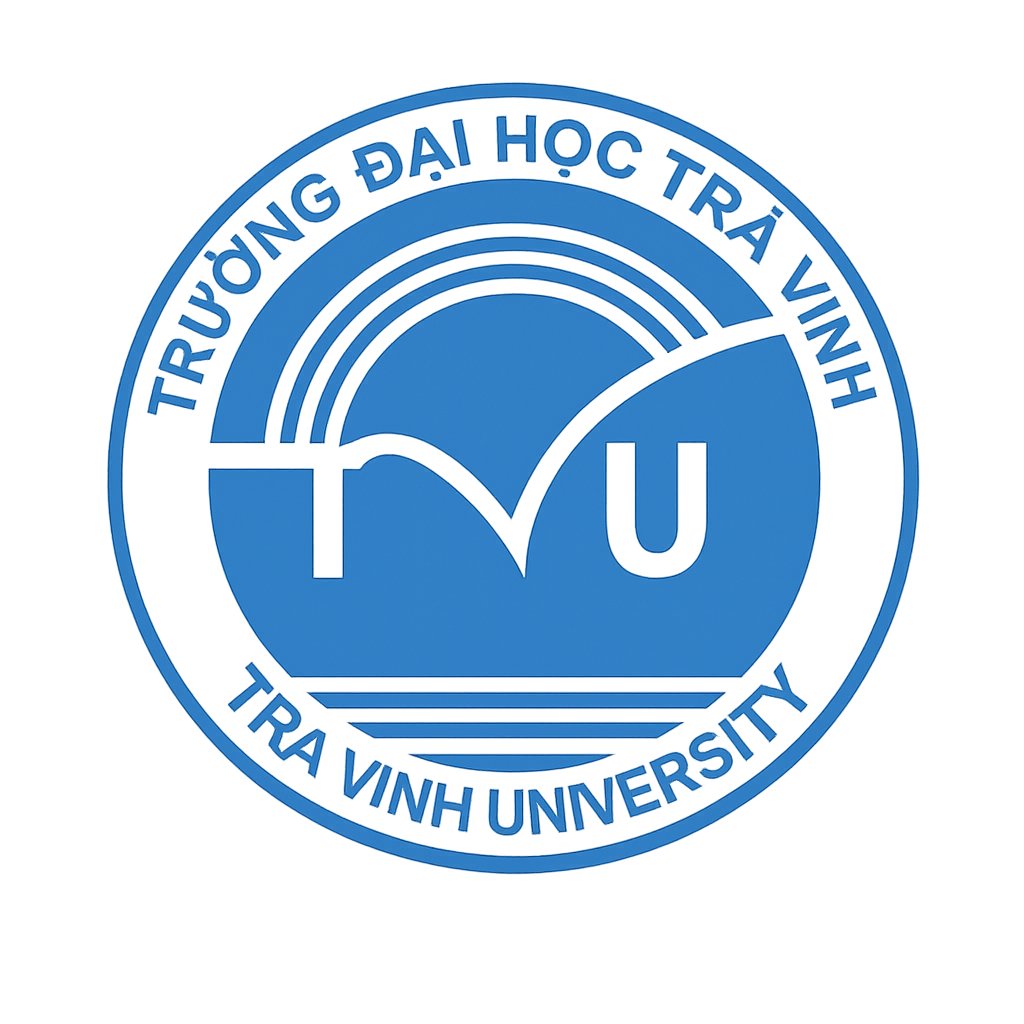 TRƯỜNG ĐẠI HỌC TRẢ VINH
TVU
TRA VINH UNIVERSITY